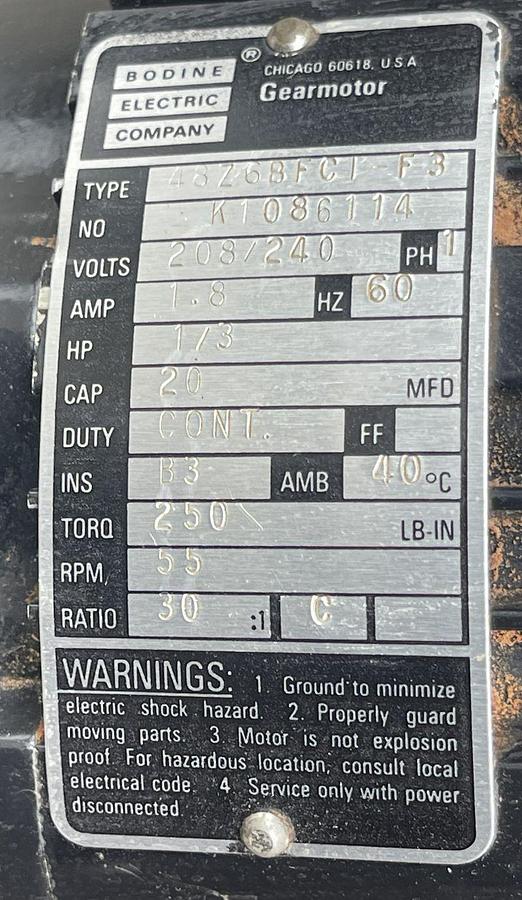 BODINE
ELECTRIC
COMPANY
®
CHICAGO 60618, U.S.A
Gearmotor
TYPE 48Z6BFCI F3
NO K1086114
VOLTS 208/240 PH 1
AMP 1.8 HZ 60
HP 1/3
CAP 20 MFD
DUTY CONT. FF
INS B3 AMB 40 °C
TORQ 250 LB-IN
RPM 55
RATIO 30 :1 C
WARNINGS: 1. Ground to minimize
electric shock hazard. 2. Properly guard
moving parts. 3. Motor is not explosion
proof. For hazardous location, consult local
electrical code. 4 Service only with power
disconnected.